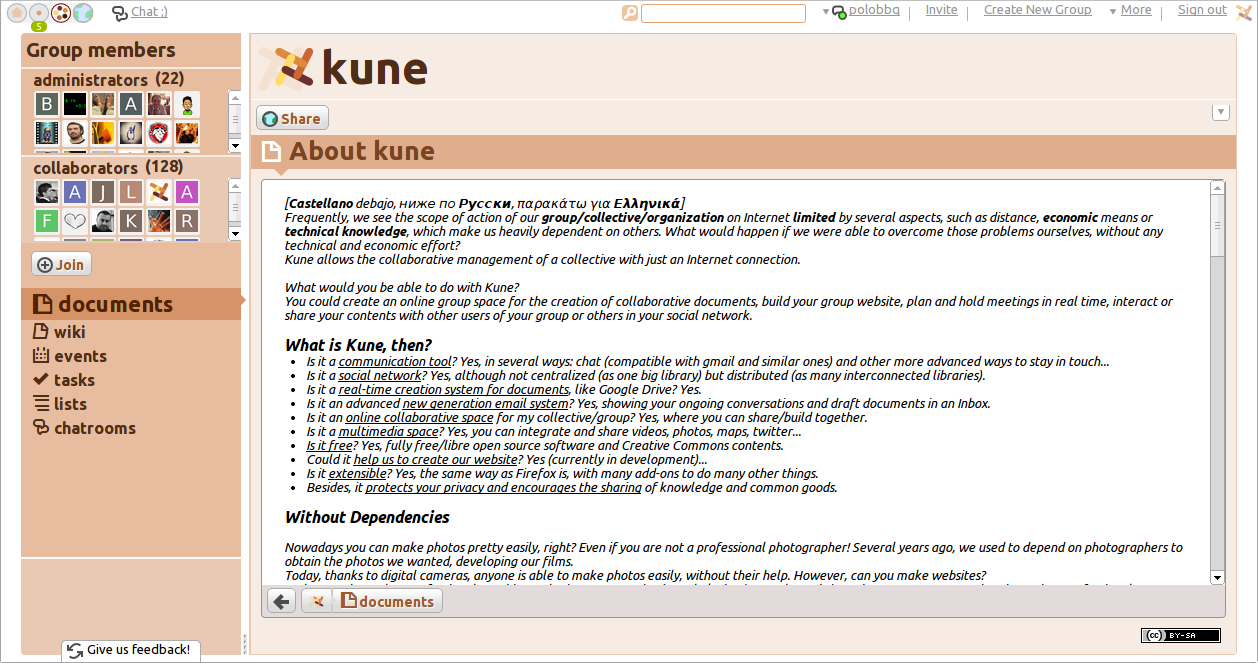 Chat ;)
polobbq
Invite
Create New Group
More
Sign out
5
Group members
administrators (22)
B A
collaborators (128)
A J L A
F K R
Join
documents
wiki
events
tasks
lists
chatrooms
Give us feedback!
kune
Share
About kune
[Castellano debajo, ниже по Русски, παρακάτω για Ελληνικά]
Frequently, we see the scope of action of our group/collective/organization on Internet limited by several aspects, such as distance, economic means or
technical knowledge, which make us heavily dependent on others. What would happen if we were able to overcome those problems ourselves, without any
technical and economic effort?
Kune allows the collaborative management of a collective with just an Internet connection.
What would you be able to do with Kune?
You could create an online group space for the creation of collaborative documents, build your group website, plan and hold meetings in real time, interact or
share your contents with other users of your group or others in your social network.
What is Kune, then?
• Is it a communication tool? Yes, in several ways: chat (compatible with gmail and similar ones) and other more advanced ways to stay in touch...
• Is it a social network? Yes, although not centralized (as one big library) but distributed (as many interconnected libraries).
• Is it a real-time creation system for documents, like Google Drive? Yes.
• Is it an advanced new generation email system? Yes, showing your ongoing conversations and draft documents in an Inbox.
• Is it an online collaborative space for my collective/group? Yes, where you can share/build together.
• Is it a multimedia space? Yes, you can integrate and share videos, photos, maps, twitter...
• Is it free? Yes, fully free/libre open source software and Creative Commons contents.
• Could it help us to create our website? Yes (currently in development)...
• Is it extensible? Yes, the same way as Firefox is, with many add-ons to do many other things.
• Besides, it protects your privacy and encourages the sharing of knowledge and common goods.
Without Dependencies
Nowadays you can make photos pretty easily, right? Even if you are not a professional photographer! Several years ago, we used to depend on photographers to
obtain the photos we wanted, developing our films.
Today, thanks to digital cameras, anyone is able to make photos easily, without their help. However, can you make websites?
documents
(cc) BY-SA